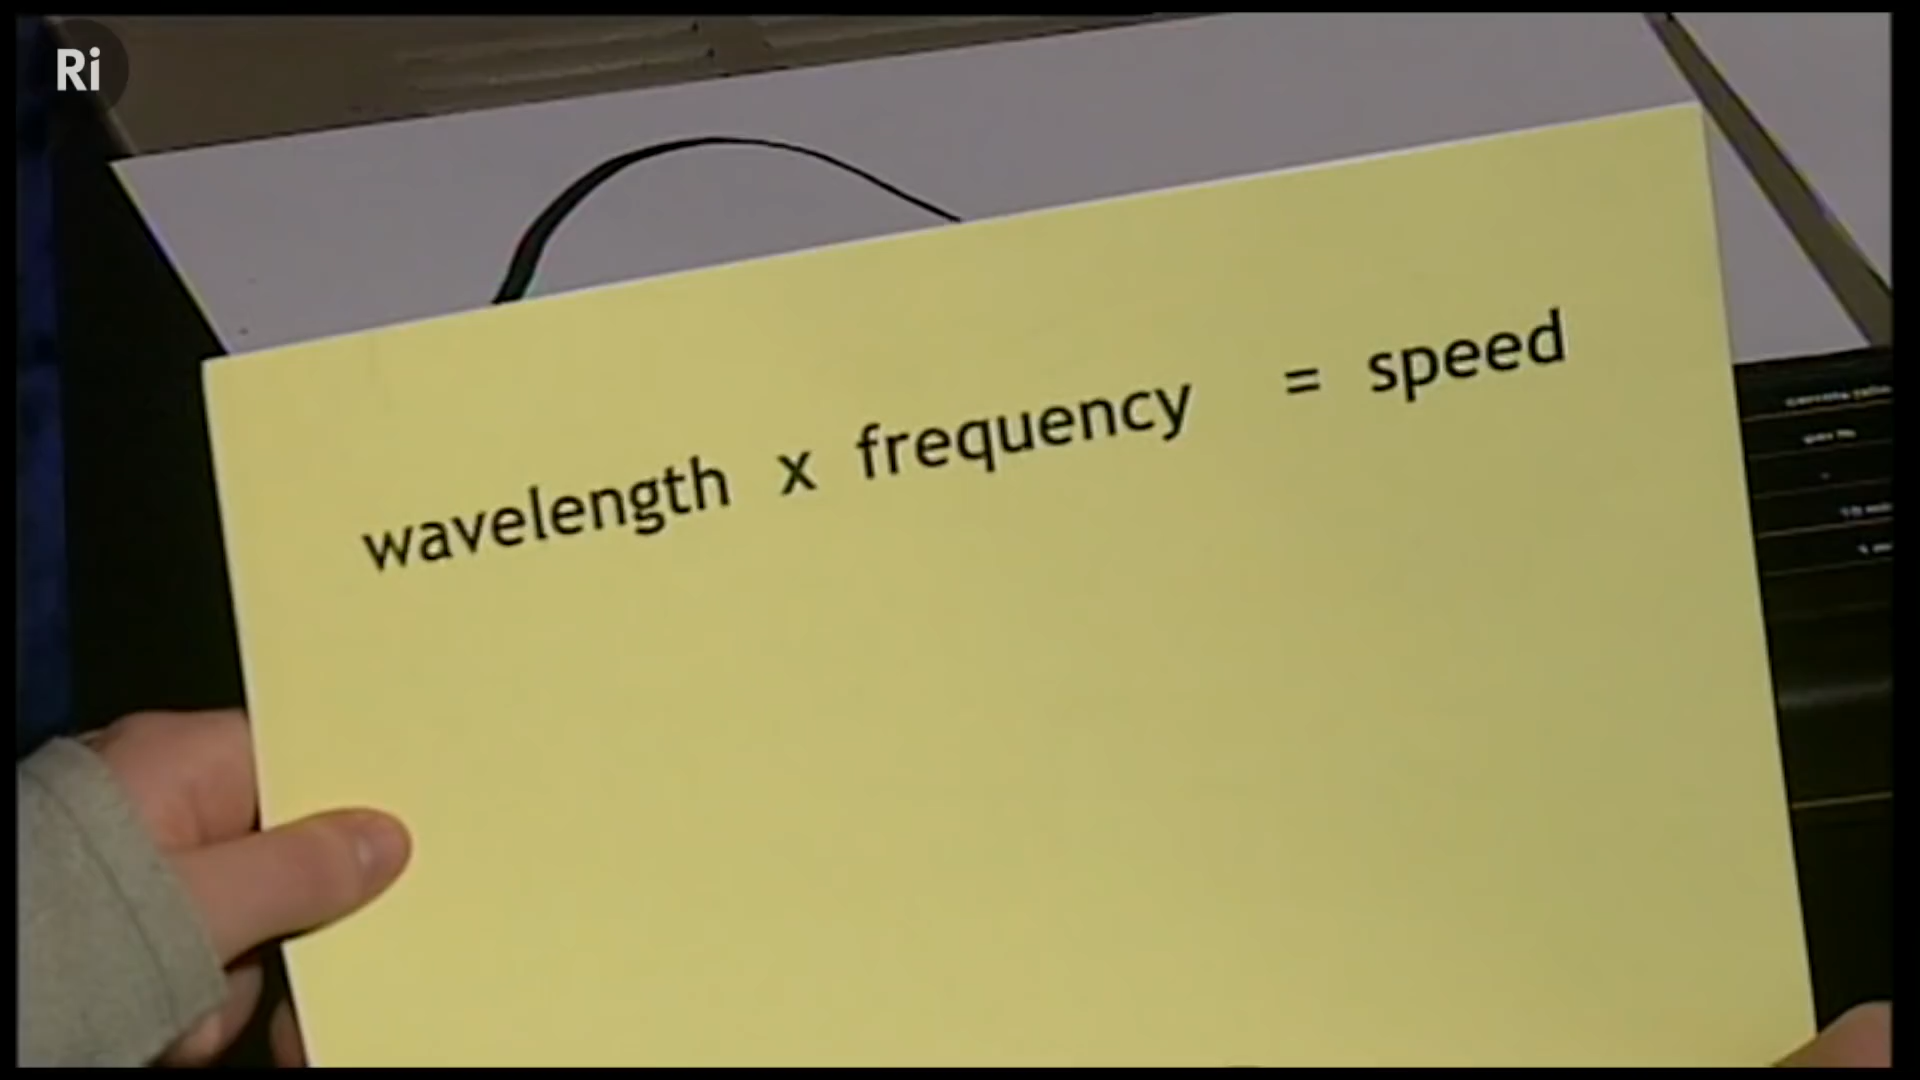 Ri
wavelength x frequency = speed